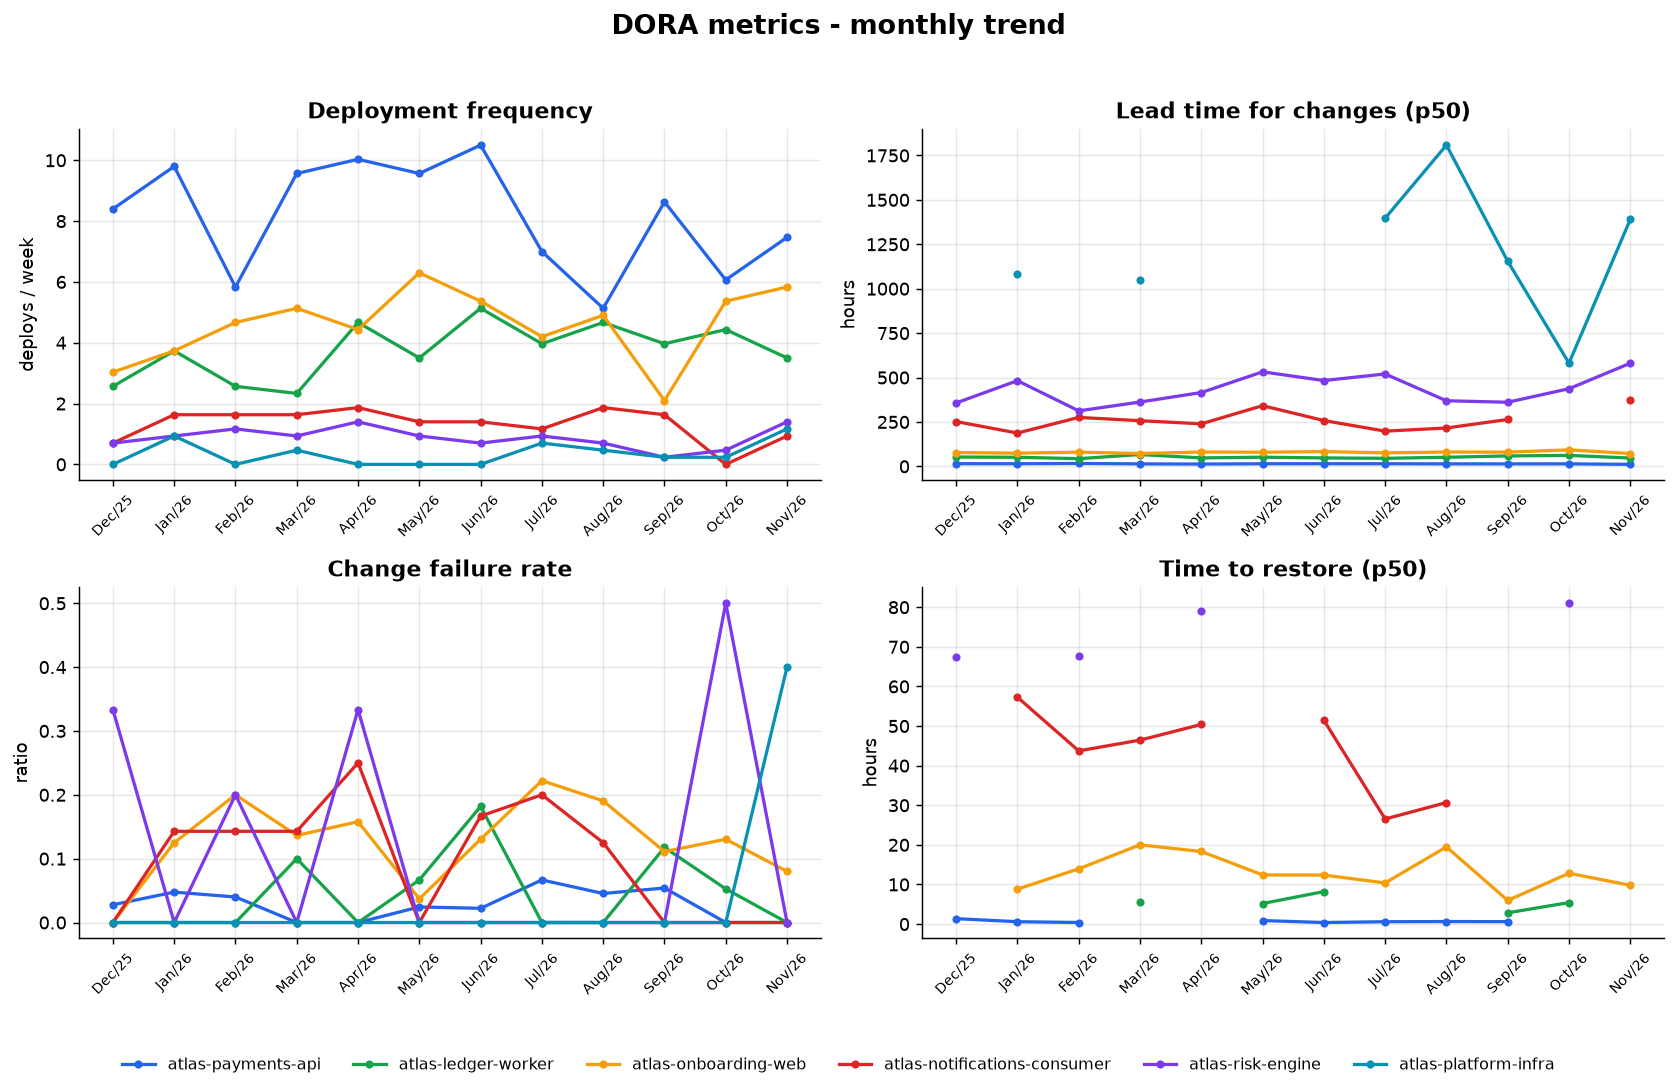 DORA metrics - monthly trend
Deployment frequency
deploys / week
10
8
6
4
2
0
Dec/25 Jan/26 Feb/26 Mar/26 Apr/26 May/26 Jun/26 Jul/26 Aug/26 Sep/26 Oct/26 Nov/26
Lead time for changes (p50)
hours
1750
1500
1250
1000
750
500
250
0
Dec/25 Jan/26 Feb/26 Mar/26 Apr/26 May/26 Jun/26 Jul/26 Aug/26 Sep/26 Oct/26 Nov/26
Change failure rate
ratio
0.5
0.4
0.3
0.2
0.1
0.0
Dec/25 Jan/26 Feb/26 Mar/26 Apr/26 May/26 Jun/26 Jul/26 Aug/26 Sep/26 Oct/26 Nov/26
Time to restore (p50)
hours
80
70
60
50
40
30
20
10
0
Dec/25 Jan/26 Feb/26 Mar/26 Apr/26 May/26 Jun/26 Jul/26 Aug/26 Sep/26 Oct/26 Nov/26
atlas-payments-api atlas-ledger-worker atlas-onboarding-web atlas-notifications-consumer atlas-risk-engine atlas-platform-infra